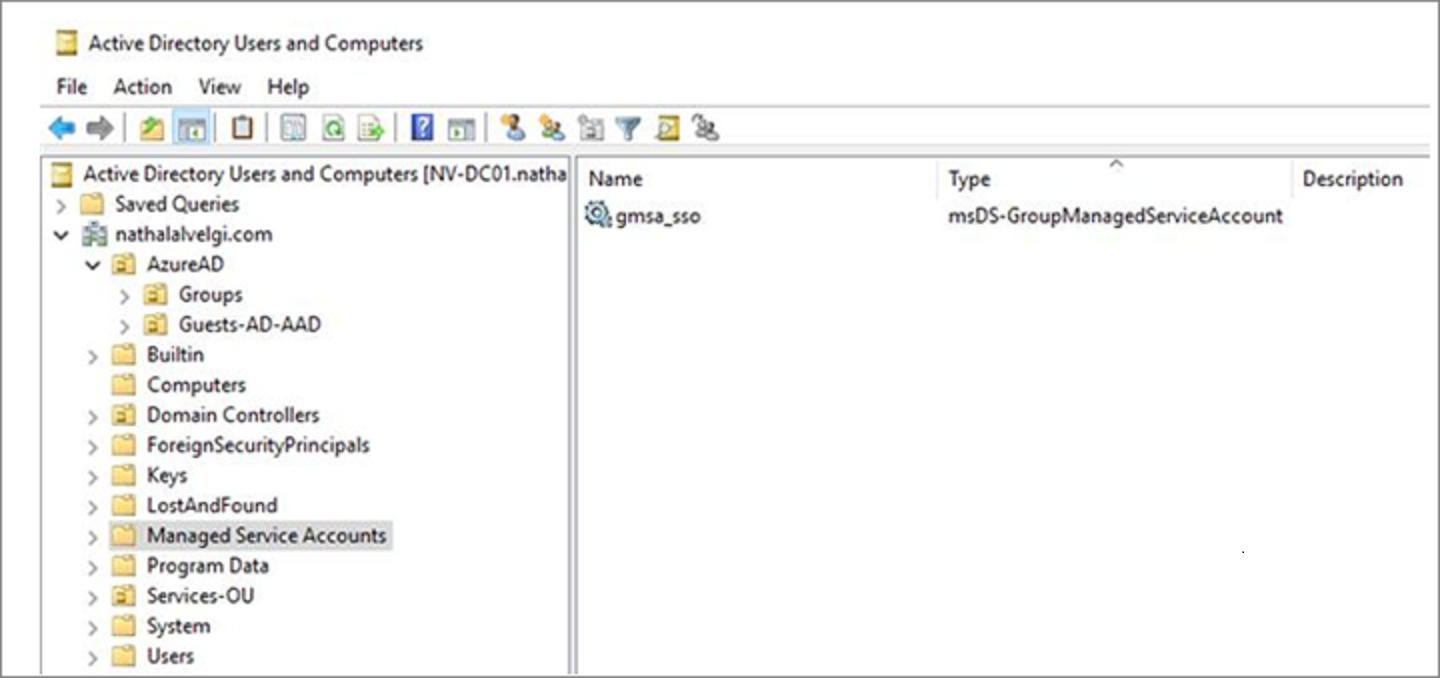 Active Directory Users and Computers
File Action View Help
Active Directory Users and Computers [NV-DC01.natha
Name Type Description
Saved Queries
gmsa_sso msDS-GroupManagedServiceAccount
nathalalvelgi.com
AzureAD
Groups
Guests-AD-AAD
Builtin
Computers
Domain Controllers
ForeignSecurityPrincipals
Keys
LostAndFound
Managed Service Accounts
Program Data
Services-OU
System
Users